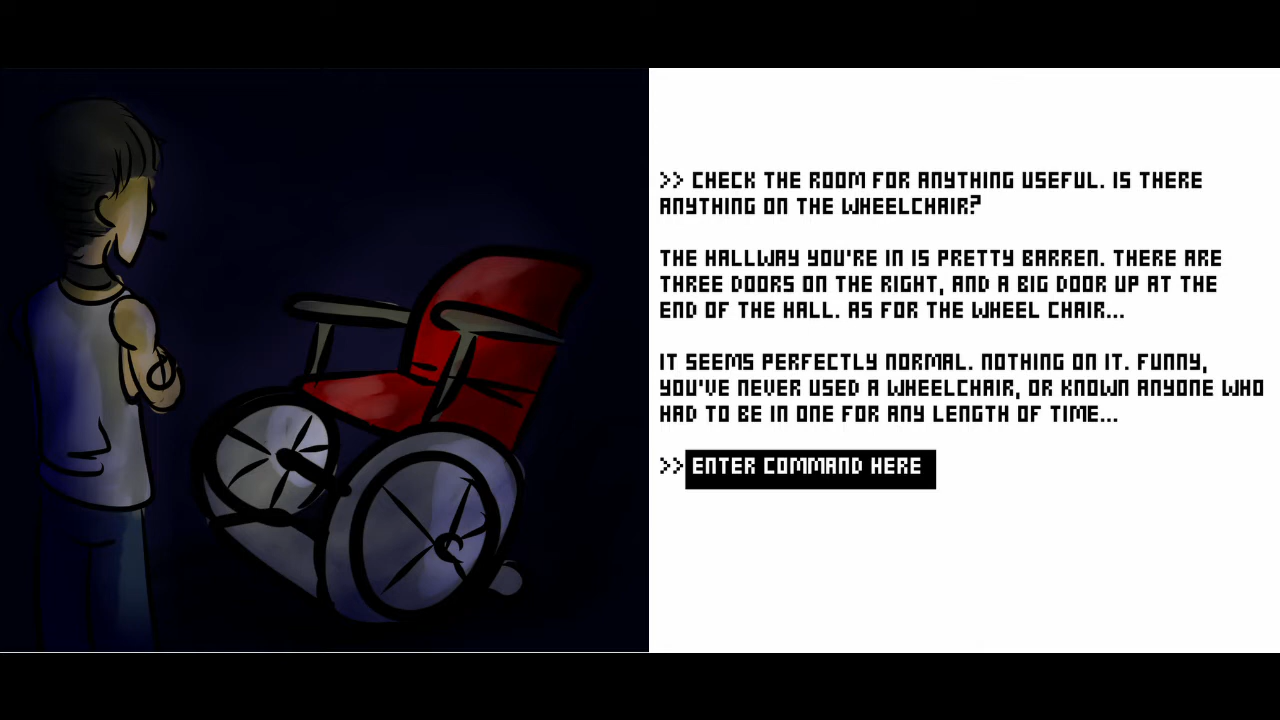 >> CHECK THE ROOM FOR ANYTHING USEFUL. IS THERE
ANYTHING ON THE WHEELCHAIR?
THE HALLWAY YOU'RE IN IS PRETTY BARREN. THERE ARE
THREE DOORS ON THE RIGHT, AND A BIG DOOR UP AT THE
END OF THE HALL. AS FOR THE WHEEL CHAIR...
IT SEEMS PERFECTLY NORMAL. NOTHING ON IT. FUNNY,
YOU'VE NEVER USED A WHEELCHAIR, OR KNOWN ANYONE WHO
HAD TO BE IN ONE FOR ANY LENGTH OF TIME...
>> ENTER COMMAND HERE